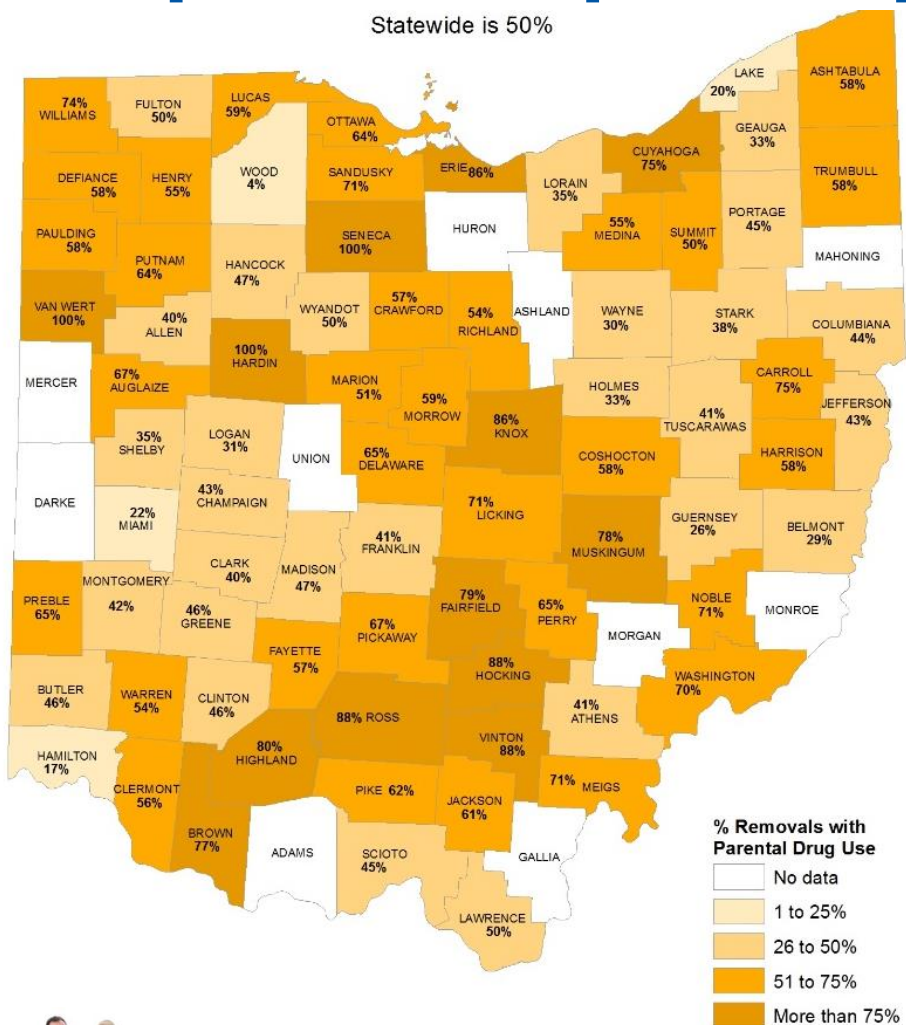 Statewide is 50%
LAKE
20%
ASHTABULA
58%
74%
WILLIAMS
FULTON
50%
LUCAS
59%
OTTAWA
64%
GEAUGA
33%
CUYAHOGA
75%
WOOD
4%
SANDUSKY
71%
ERIE 86%
DEFIANCE
58%
HENRY
55%
LORAIN
35%
TRUMBULL
58%
PORTAGE
45%
55%
MEDINA
SUMMIT
50%
HURON
SENECA
100%
PAULDING
58%
PUTNAM
64%
HANCOCK
47%
MAHONING
VAN WERT
100%
40%
ALLEN
WYANDOT
50%
57%
CRAWFORD
54%
RICHLAND
ASHLAND
WAYNE
30%
STARK
38%
COLUMBIANA
44%
100%
HARDIN
MERCER
67%
AUGLAIZE
MARION
51%
59%
MORROW
HOLMES
33%
CARROLL
75%
JEFFERSON
43%
41%
TUSCARAWAS
86%
KNOX
35%
SHELBY
LOGAN
31%
UNION
65%
DELAWARE
COSHOCTON
58%
HARRISON
58%
DARKE
43%
CHAMPAIGN
22%
MIAMI
71%
LICKING
GUERNSEY
26%
BELMONT
29%
78%
MUSKINGUM
41%
FRANKLIN
CLARK
40%
MADISON
47%
MONTGOMERY
42%
PREBLE
65%
46%
GREENE
79%
FAIRFIELD
65%
PERRY
NOBLE
71%
MONROE
MORGAN
67%
PICKAWAY
FAYETTE
57%
88%
HOCKING
WASHINGTON
70%
BUTLER
46%
WARREN
54%
CLINTON
46%
41%
ATHENS
88% ROSS
VINTON
88%
80%
HIGHLAND
HAMILTON
17%
CLERMONT
56%
PIKE 62%
JACKSON
61%
71% MEIGS
BROWN
77%
ADAMS
SCIOTO
45%
GALLIA
LAWRENCE
50%
% Removals with
Parental Drug Use
No data
1 to 25%
26 to 50%
51 to 75%
More than 75%